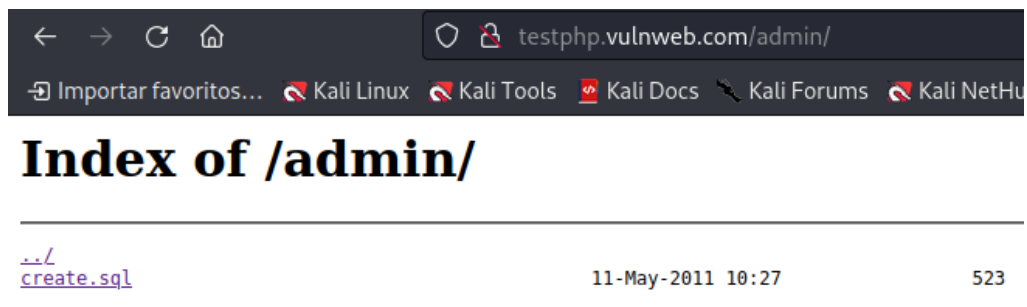 testphp.vulnweb.com/admin/
Importar favoritos... Kali Linux Kali Tools Kali Docs Kali Forums Kali NetHu
Index of /admin/
../
create.sql 11-May-2011 10:27 523